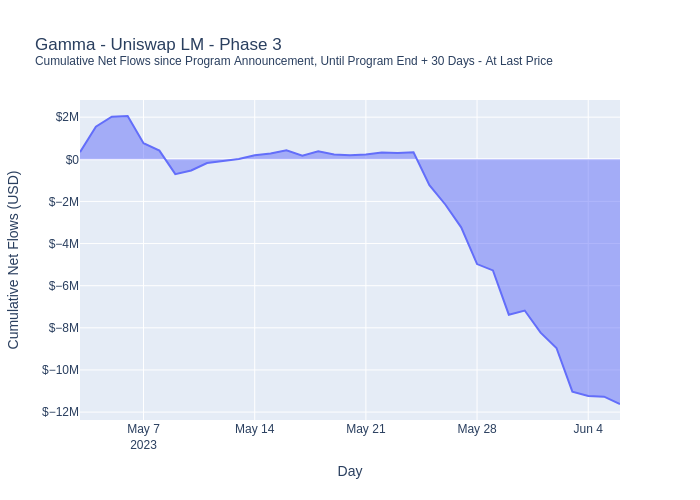 Gamma - Uniswap LM - Phase 3
Cumulative Net Flows since Program Announcement, Until Program End + 30 Days - At Last Price
Cumulative Net Flows (USD)
$2M
$0
$−2M
$−4M
$−6M
$−8M
$−10M
$−12M
May 7
2023
May 14
May 21
May 28
Jun 4
Day